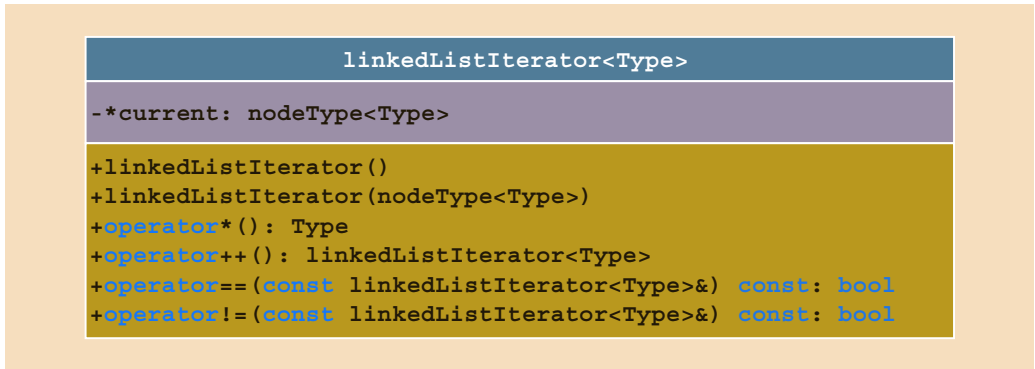 linkedListIterator<Type>
-*current: nodeType<Type>
+linkedListIterator()
+linkedListIterator(nodeType<Type>)
+operator*(): Type
+operator++(): linkedListIterator<Type>
+operator==(const linkedListIterator<Type>&) const: bool
+operator!=(const linkedListIterator<Type>&) const: bool